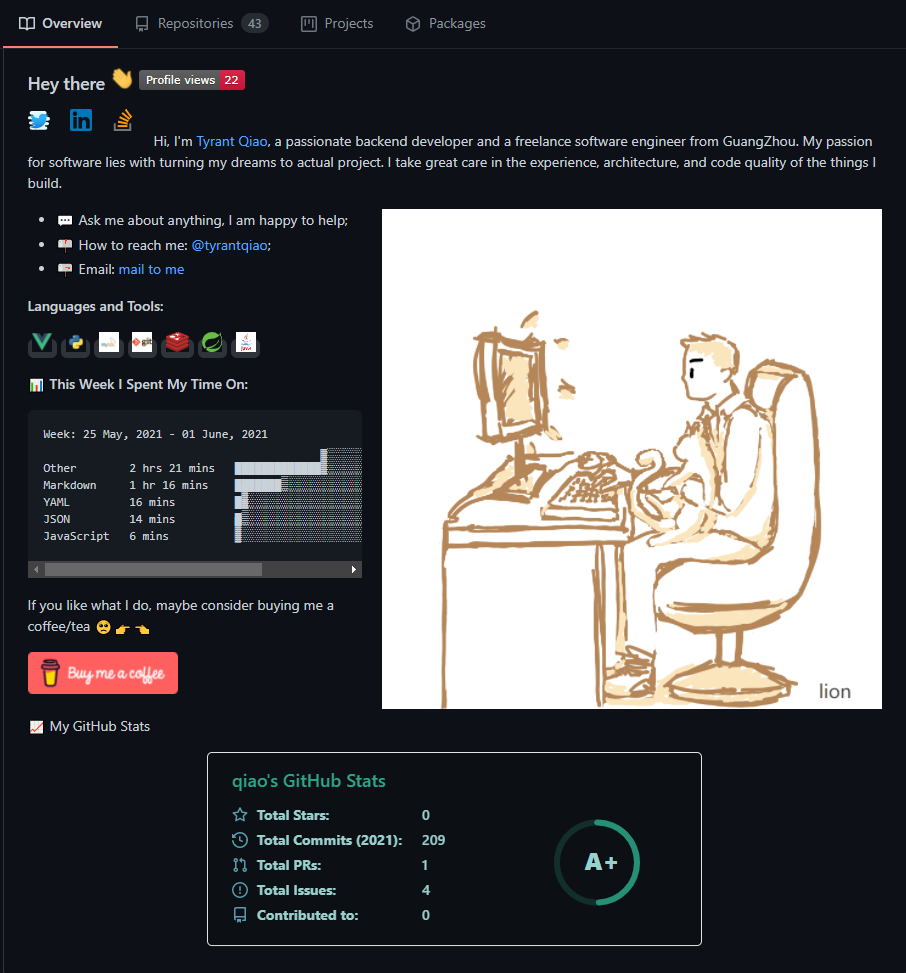 Overview Repositories 43 Projects Packages
Hey there Profile views 22
Hi, I'm Tyrant Qiao, a passionate backend developer and a freelance software engineer from GuangZhou. My passion
for software lies with turning my dreams to actual project. I take great care in the experience, architecture, and code quality of the things I
build.
Ask me about anything, I am happy to help;
How to reach me: @tyrantqiao;
Email: mail to me
Languages and Tools:
git
Java
This Week I Spent My Time On:
Week: 25 May, 2021 - 01 June, 2021
Other 2 hrs 21 mins
Markdown 1 hr 16 mins
YAML 16 mins
JSON 14 mins
JavaScript 6 mins
If you like what I do, maybe consider buying me a
coffee/tea
Buy me a coffee
lion
My GitHub Stats
qiao's GitHub Stats
Total Stars: 0
Total Commits (2021): 209
Total PRs: 1
Total Issues: 4
Contributed to: 0
A+